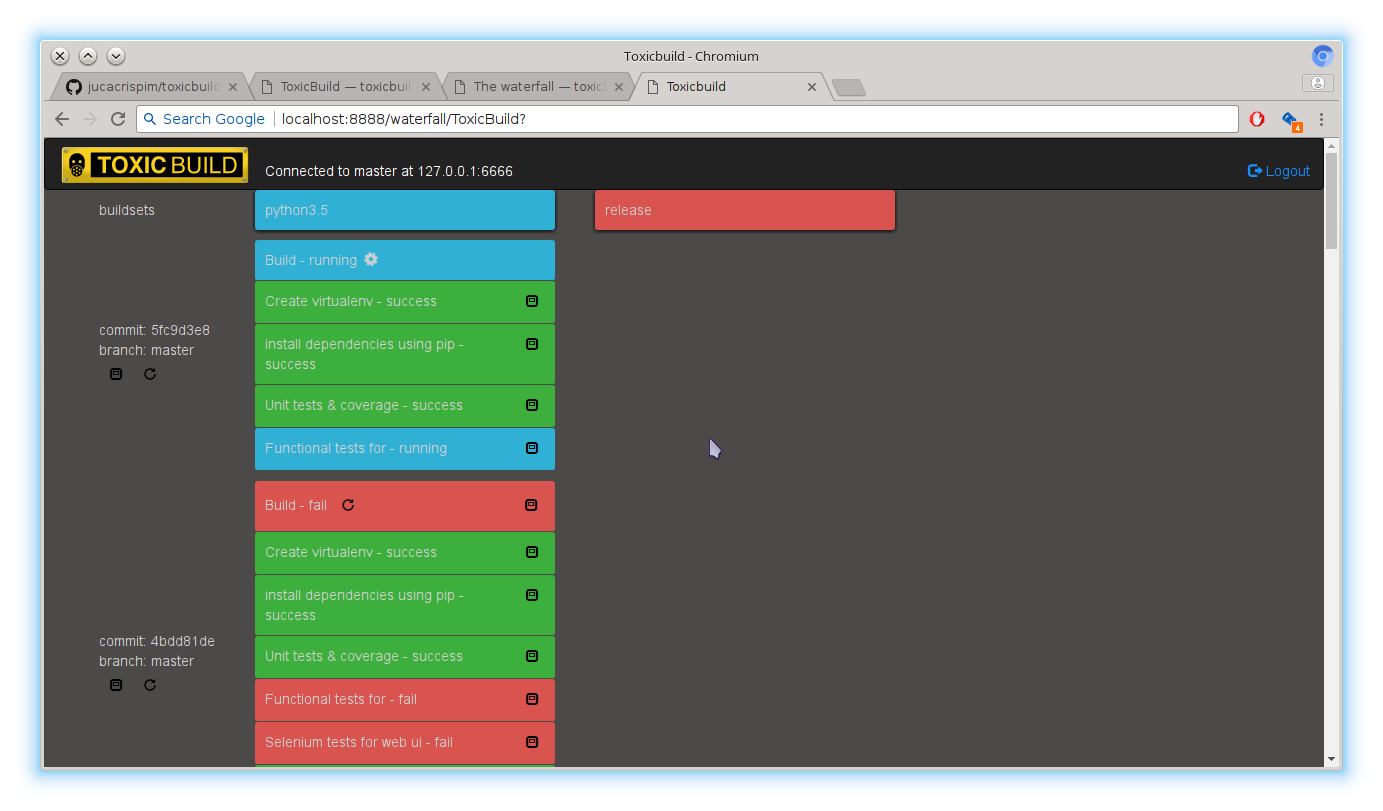 Toxicbuild - Chromium
jucacrispim/toxicbuild
ToxicBuild — toxicbuil
The waterfall — toxicb
Toxicbuild
Search Google
localhost:8888/waterfall/ToxicBuild?
4
TOXIC BUILD
Connected to master at 127.0.0.1:6666
Logout
buildsets
python3.5
release
Build - running
Create virtualenv - success
commit: 5fc9d3e8
branch: master
install dependencies using pip -
success
Unit tests & coverage - success
Functional tests for - running
Build - fail
Create virtualenv - success
install dependencies using pip -
success
commit: 4bdd81de
branch: master
Unit tests & coverage - success
Functional tests for - fail
Selenium tests for web ui - fail